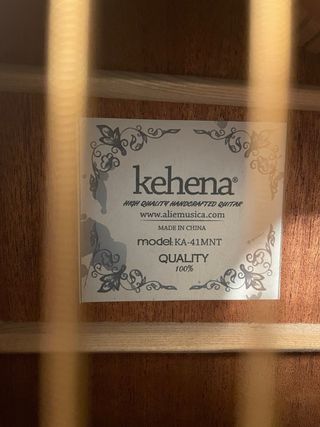 kehena®
HIGH QUALITY HANDCRAFTED GUITAR
www.aliemusica.com
MADE IN CHINA
model:KA-41MNT
QUALITY
100%